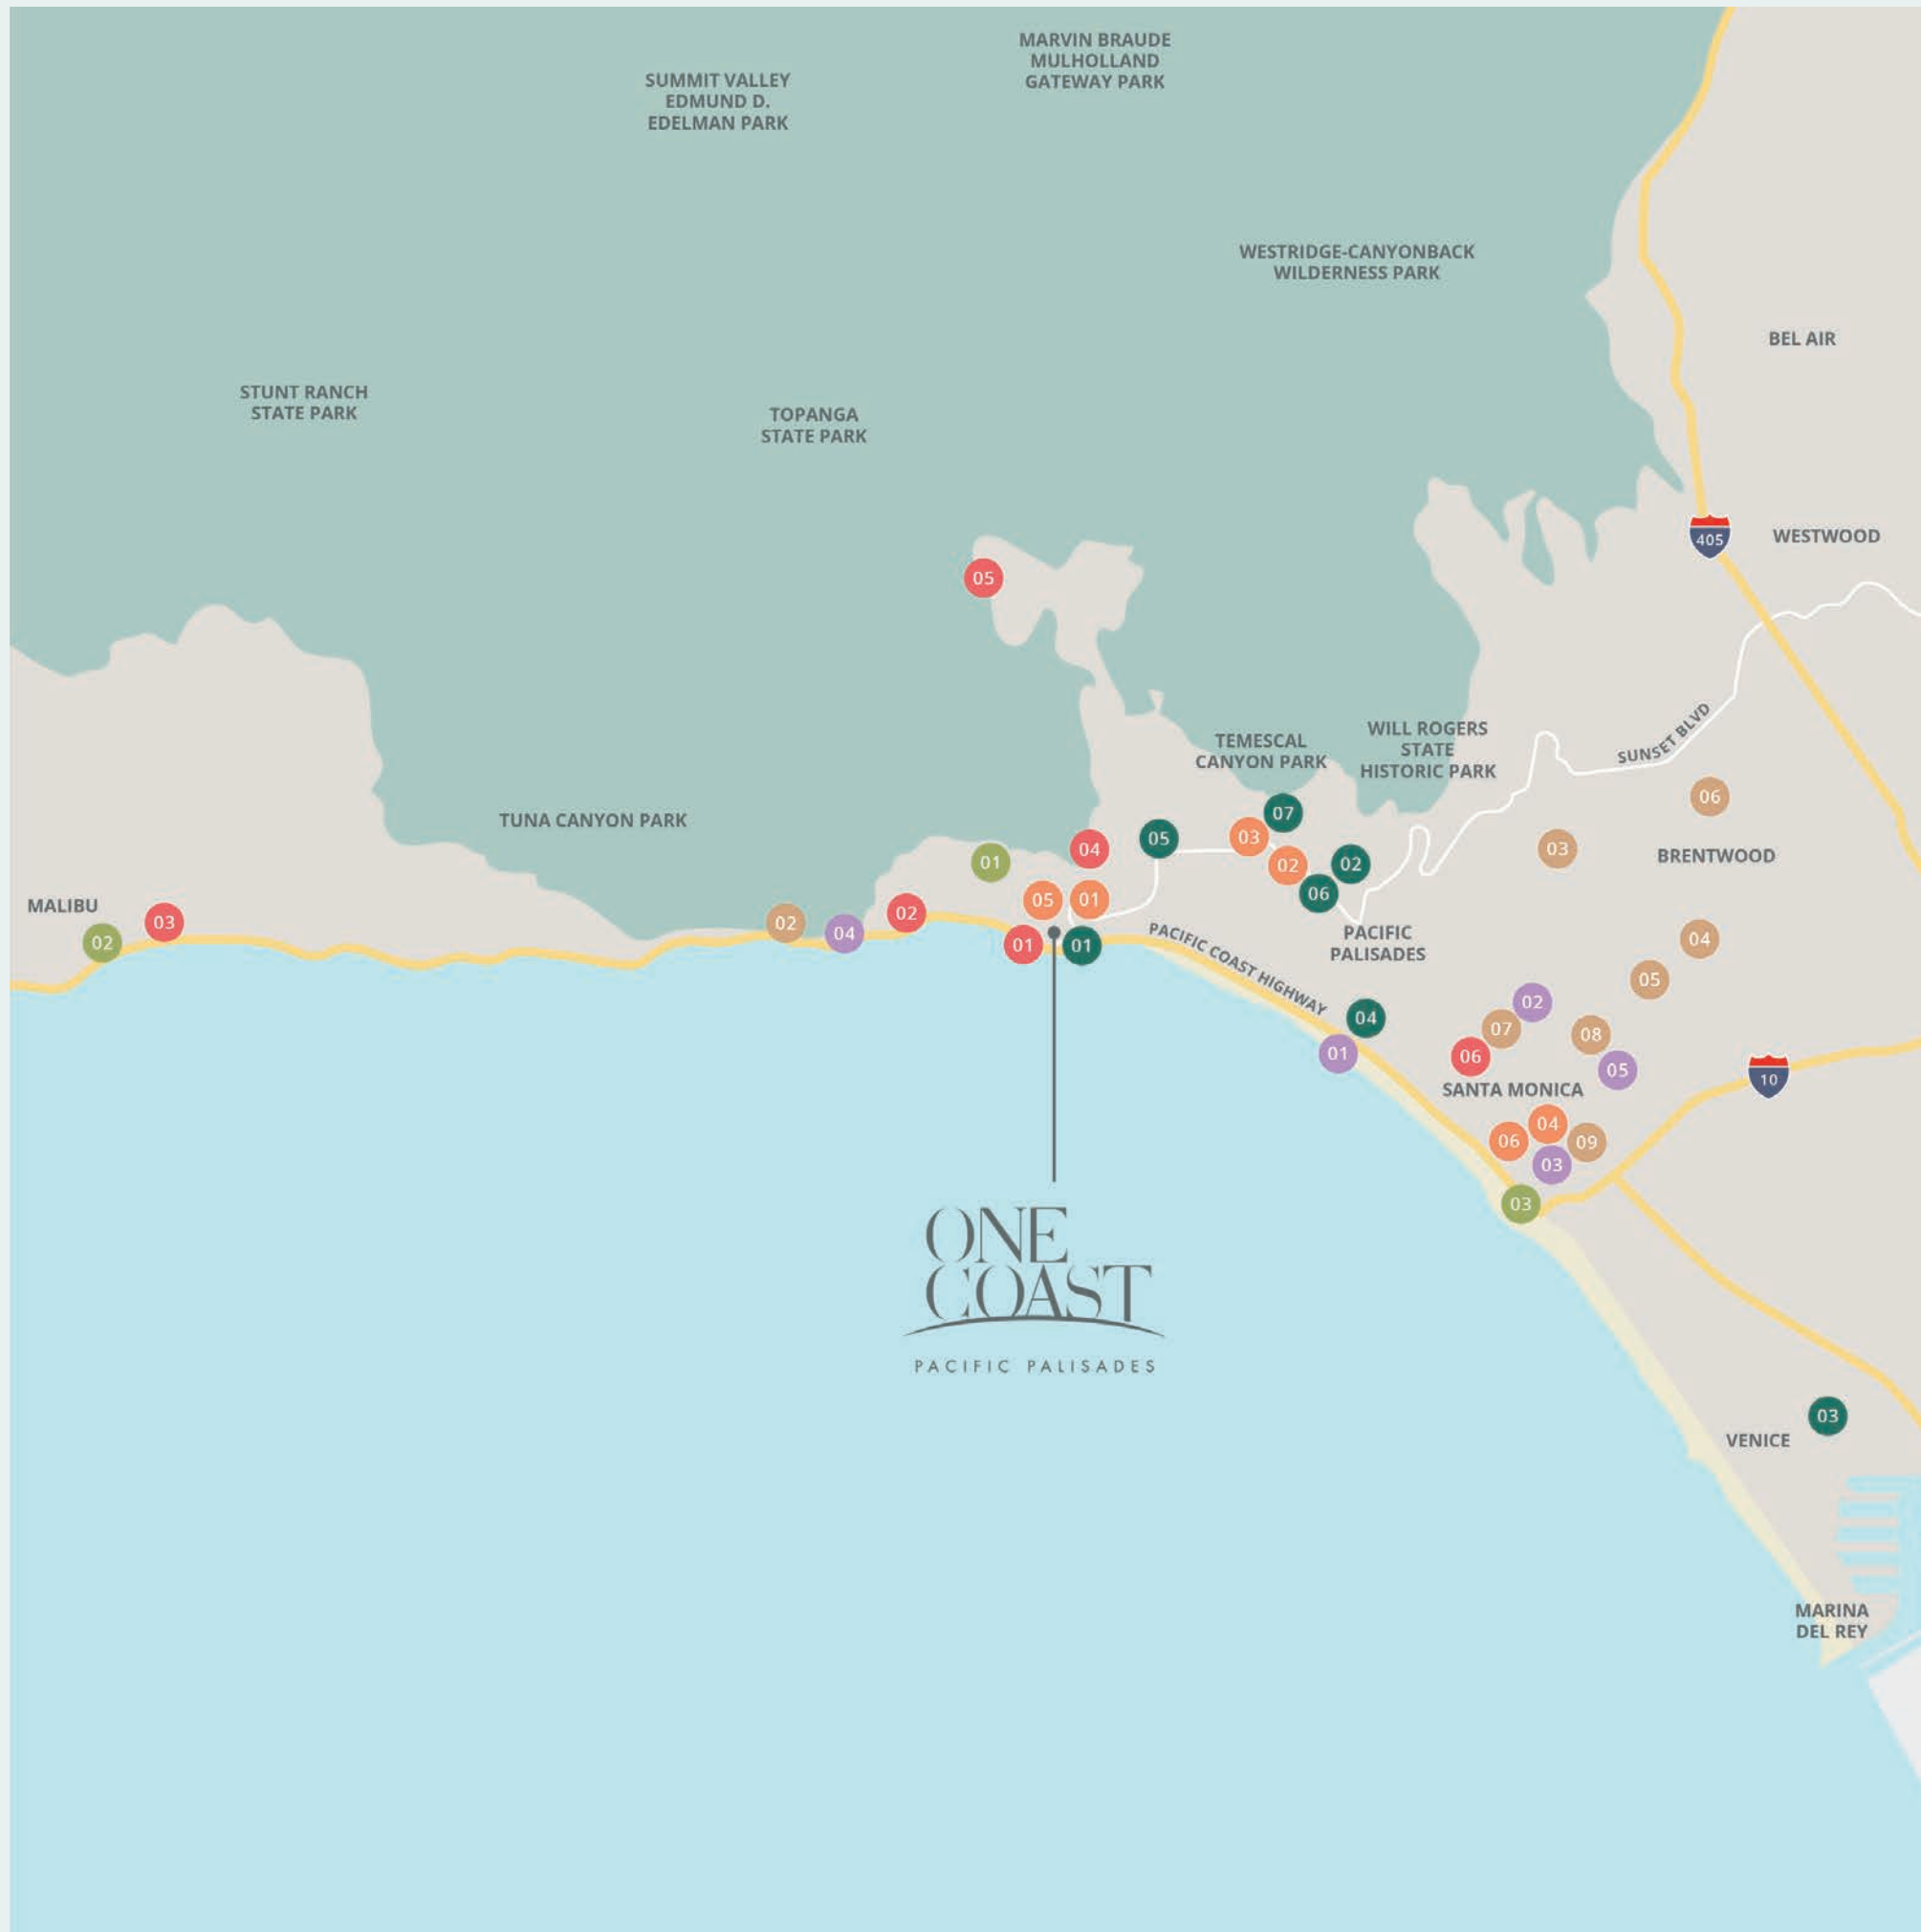 MARVIN BRAUDE
MULHOLLAND
GATEWAY PARK
SUMMIT VALLEY
EDMUND D.
EDELMAN PARK
WESTRIDGE-CANYONBACK
WILDERNESS PARK
BEL AIR
STUNT RANCH
STATE PARK
TOPANGA
STATE PARK
405
WESTWOOD
05
SUNSET BLVD
WILL ROGERS
STATE
HISTORIC PARK
TEMESCAL
CANYON PARK
06
TUNA CANYON PARK
07
03
05
04
01
02
02
06
03
BRENTWOOD
MALIBU
02
03
02
04
02
05
01
01
01
PACIFIC COAST HIGHWAY
PACIFIC
PALISADES
04
05
02
07
08
06
05
04
01
SANTA MONICA
10
04
06
09
03
03
ONE
COAST
PACIFIC PALISADES
03
VENICE
MARINA
DEL REY